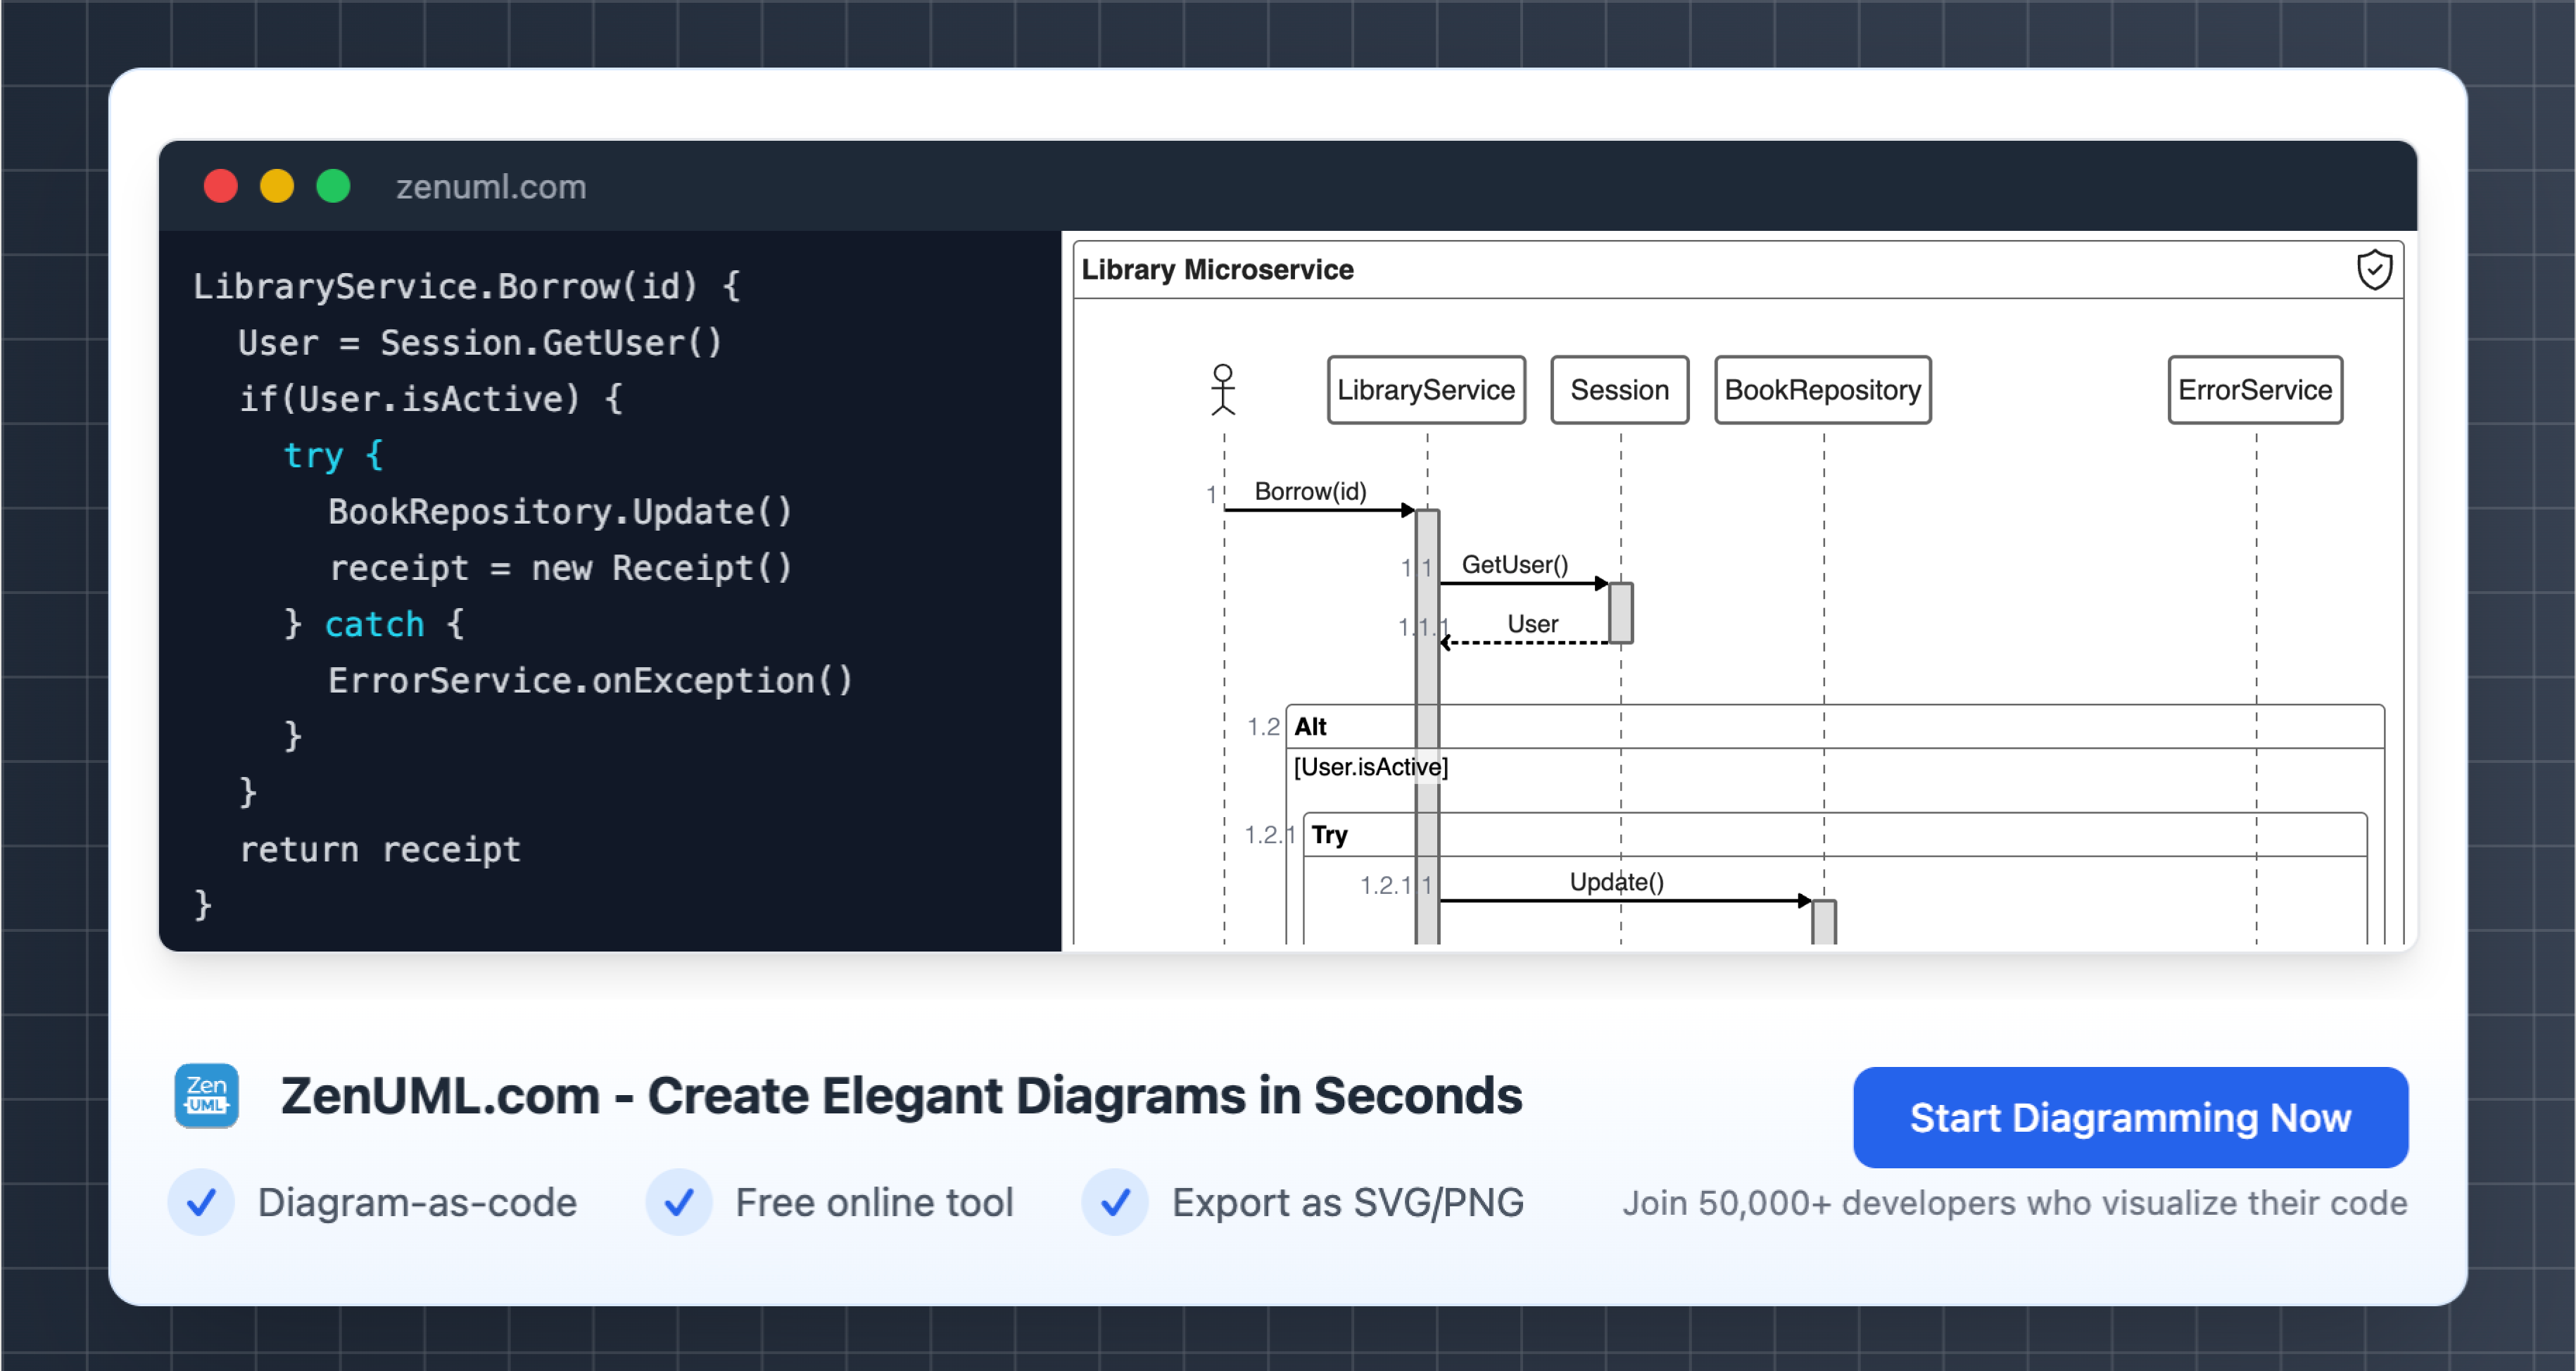 zenuml.com
LibraryService.Borrow(id) {
User = Session.GetUser()
if(User.isActive) {
try {
BookRepository.Update()
receipt = new Receipt()
} catch {
ErrorService.onException()
}
}
return receipt
}
Library Microservice
LibraryService
Session
BookRepository
ErrorService
1
Borrow(id)
1.1
GetUser()
1.1.1
User
1.2
Alt
[User.isActive]
1.2.1
Try
1.2.1.1
Update()
Zen
UML
ZenUML.com - Create Elegant Diagrams in Seconds
Start Diagramming Now
Diagram-as-code
Free online tool
Export as SVG/PNG
Join 50,000+ developers who visualize their code